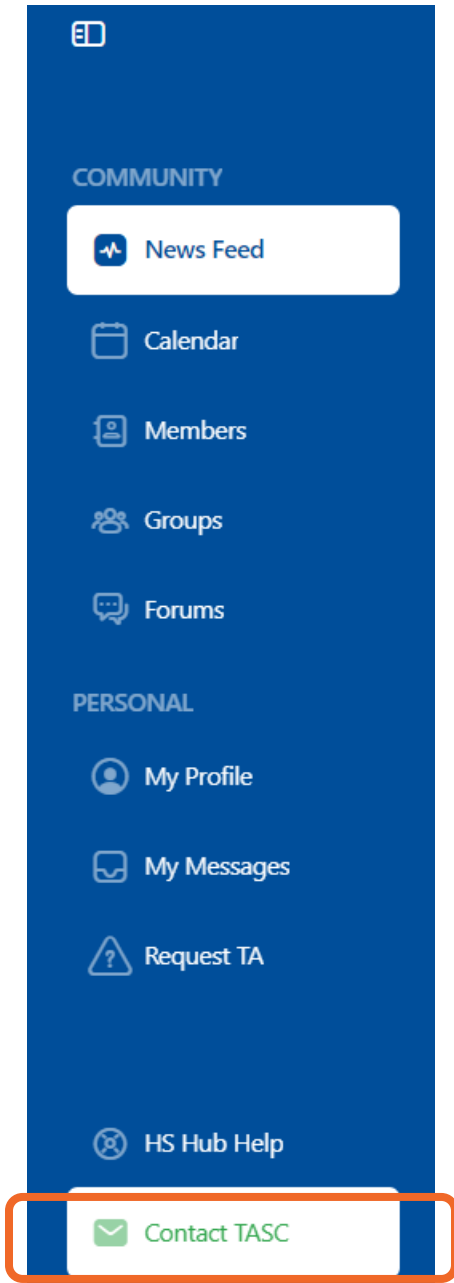 COMMUNITY
News Feed
Calendar
Members
Groups
Forums
PERSONAL
My Profile
My Messages
Request TA
HS Hub Help
Contact TASC